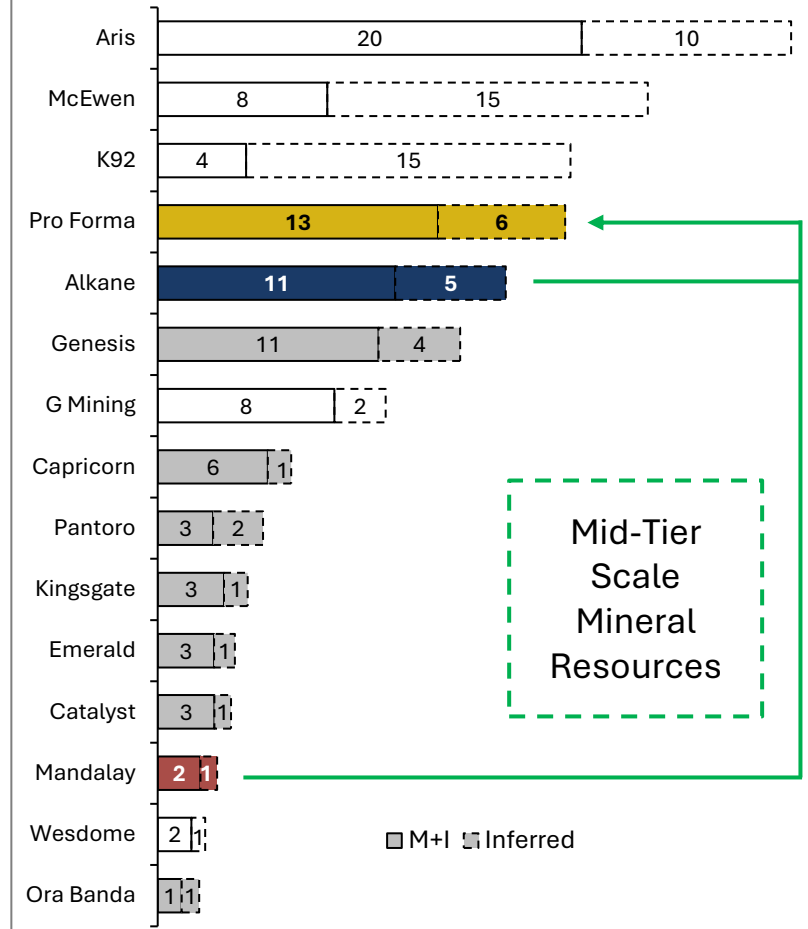 Aris 20 10
McEwen 8 15
K92 4 15
Pro Forma 13 6
Alkane 11 5
Genesis 11 4
G Mining 8 2
Capricorn 6 1
Pantoro 3 2
Kingsgate 3 1
Emerald 3 1
Catalyst 3 1
Mandalay 2 1
Wesdome 2 1
Ora Banda 1 1
Mid-Tier
Scale
Mineral
Resources
M+I Inferred